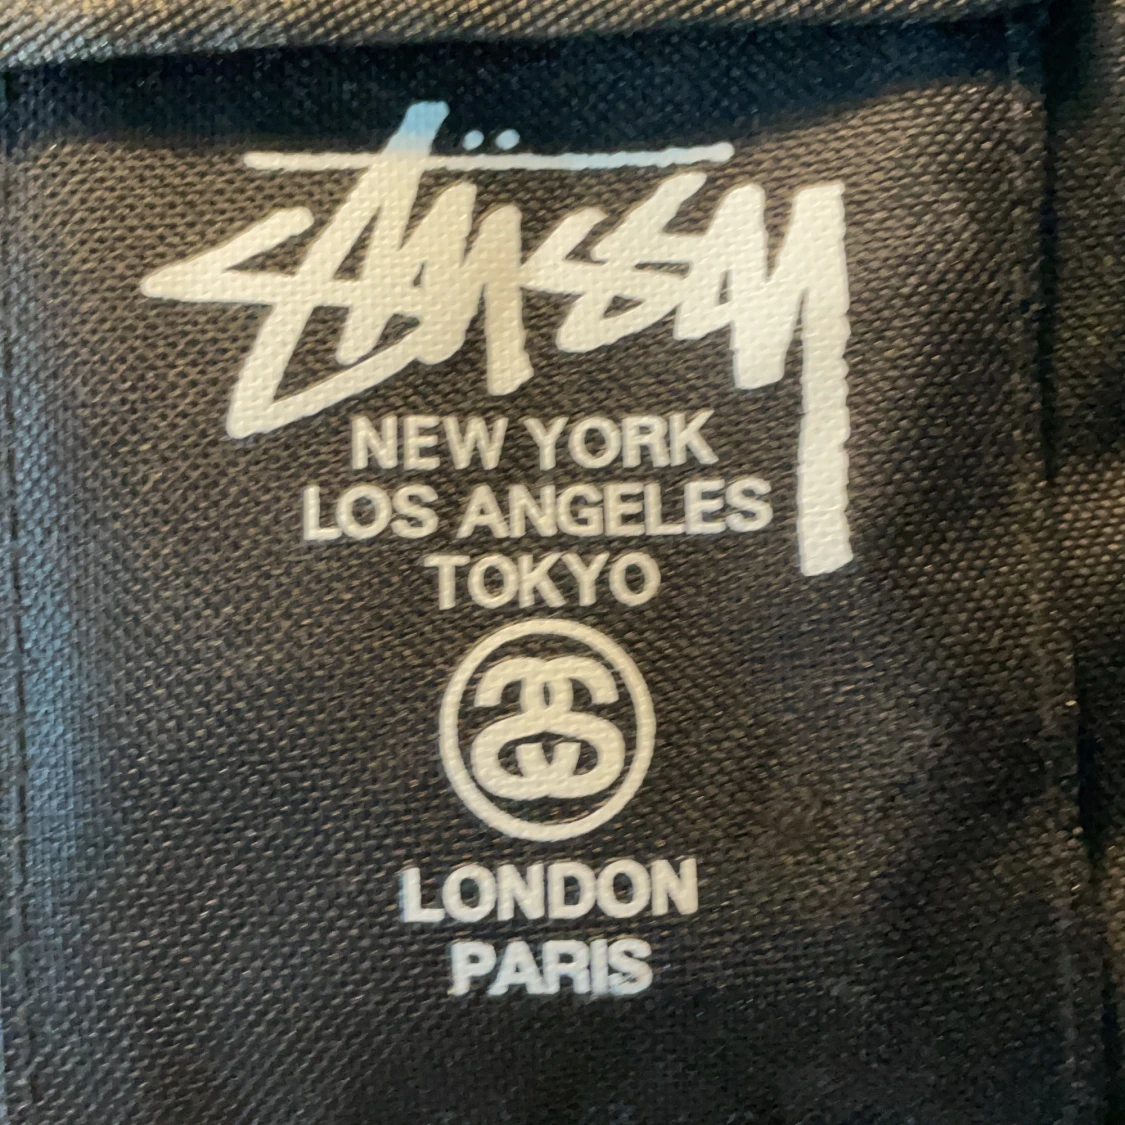 Stüssy
NEW YORK
LOS ANGELES
TOKYO
LONDON
PARIS